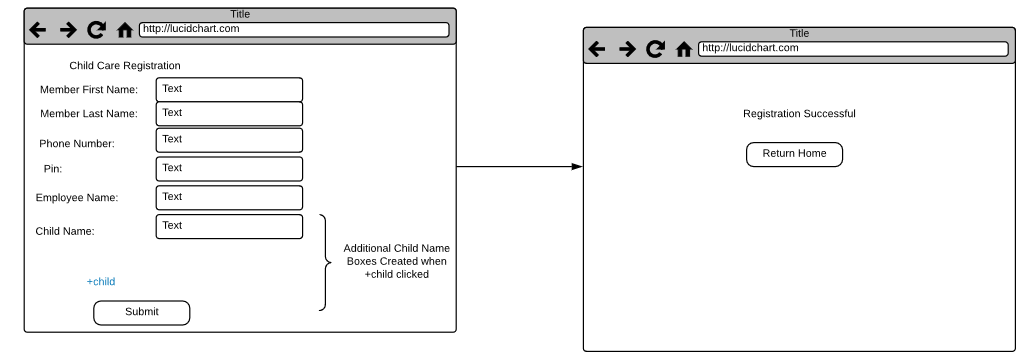 Title
http://lucidchart.com
Child Care Registration
Member First Name:
Text
Member Last Name:
Text
Phone Number:
Text
Pin:
Text
Employee Name:
Text
Child Name:
Text
Additional Child Name
Boxes Created when
+child clicked
+child
Submit
Title
http://lucidchart.com
Registration Successful
Return Home